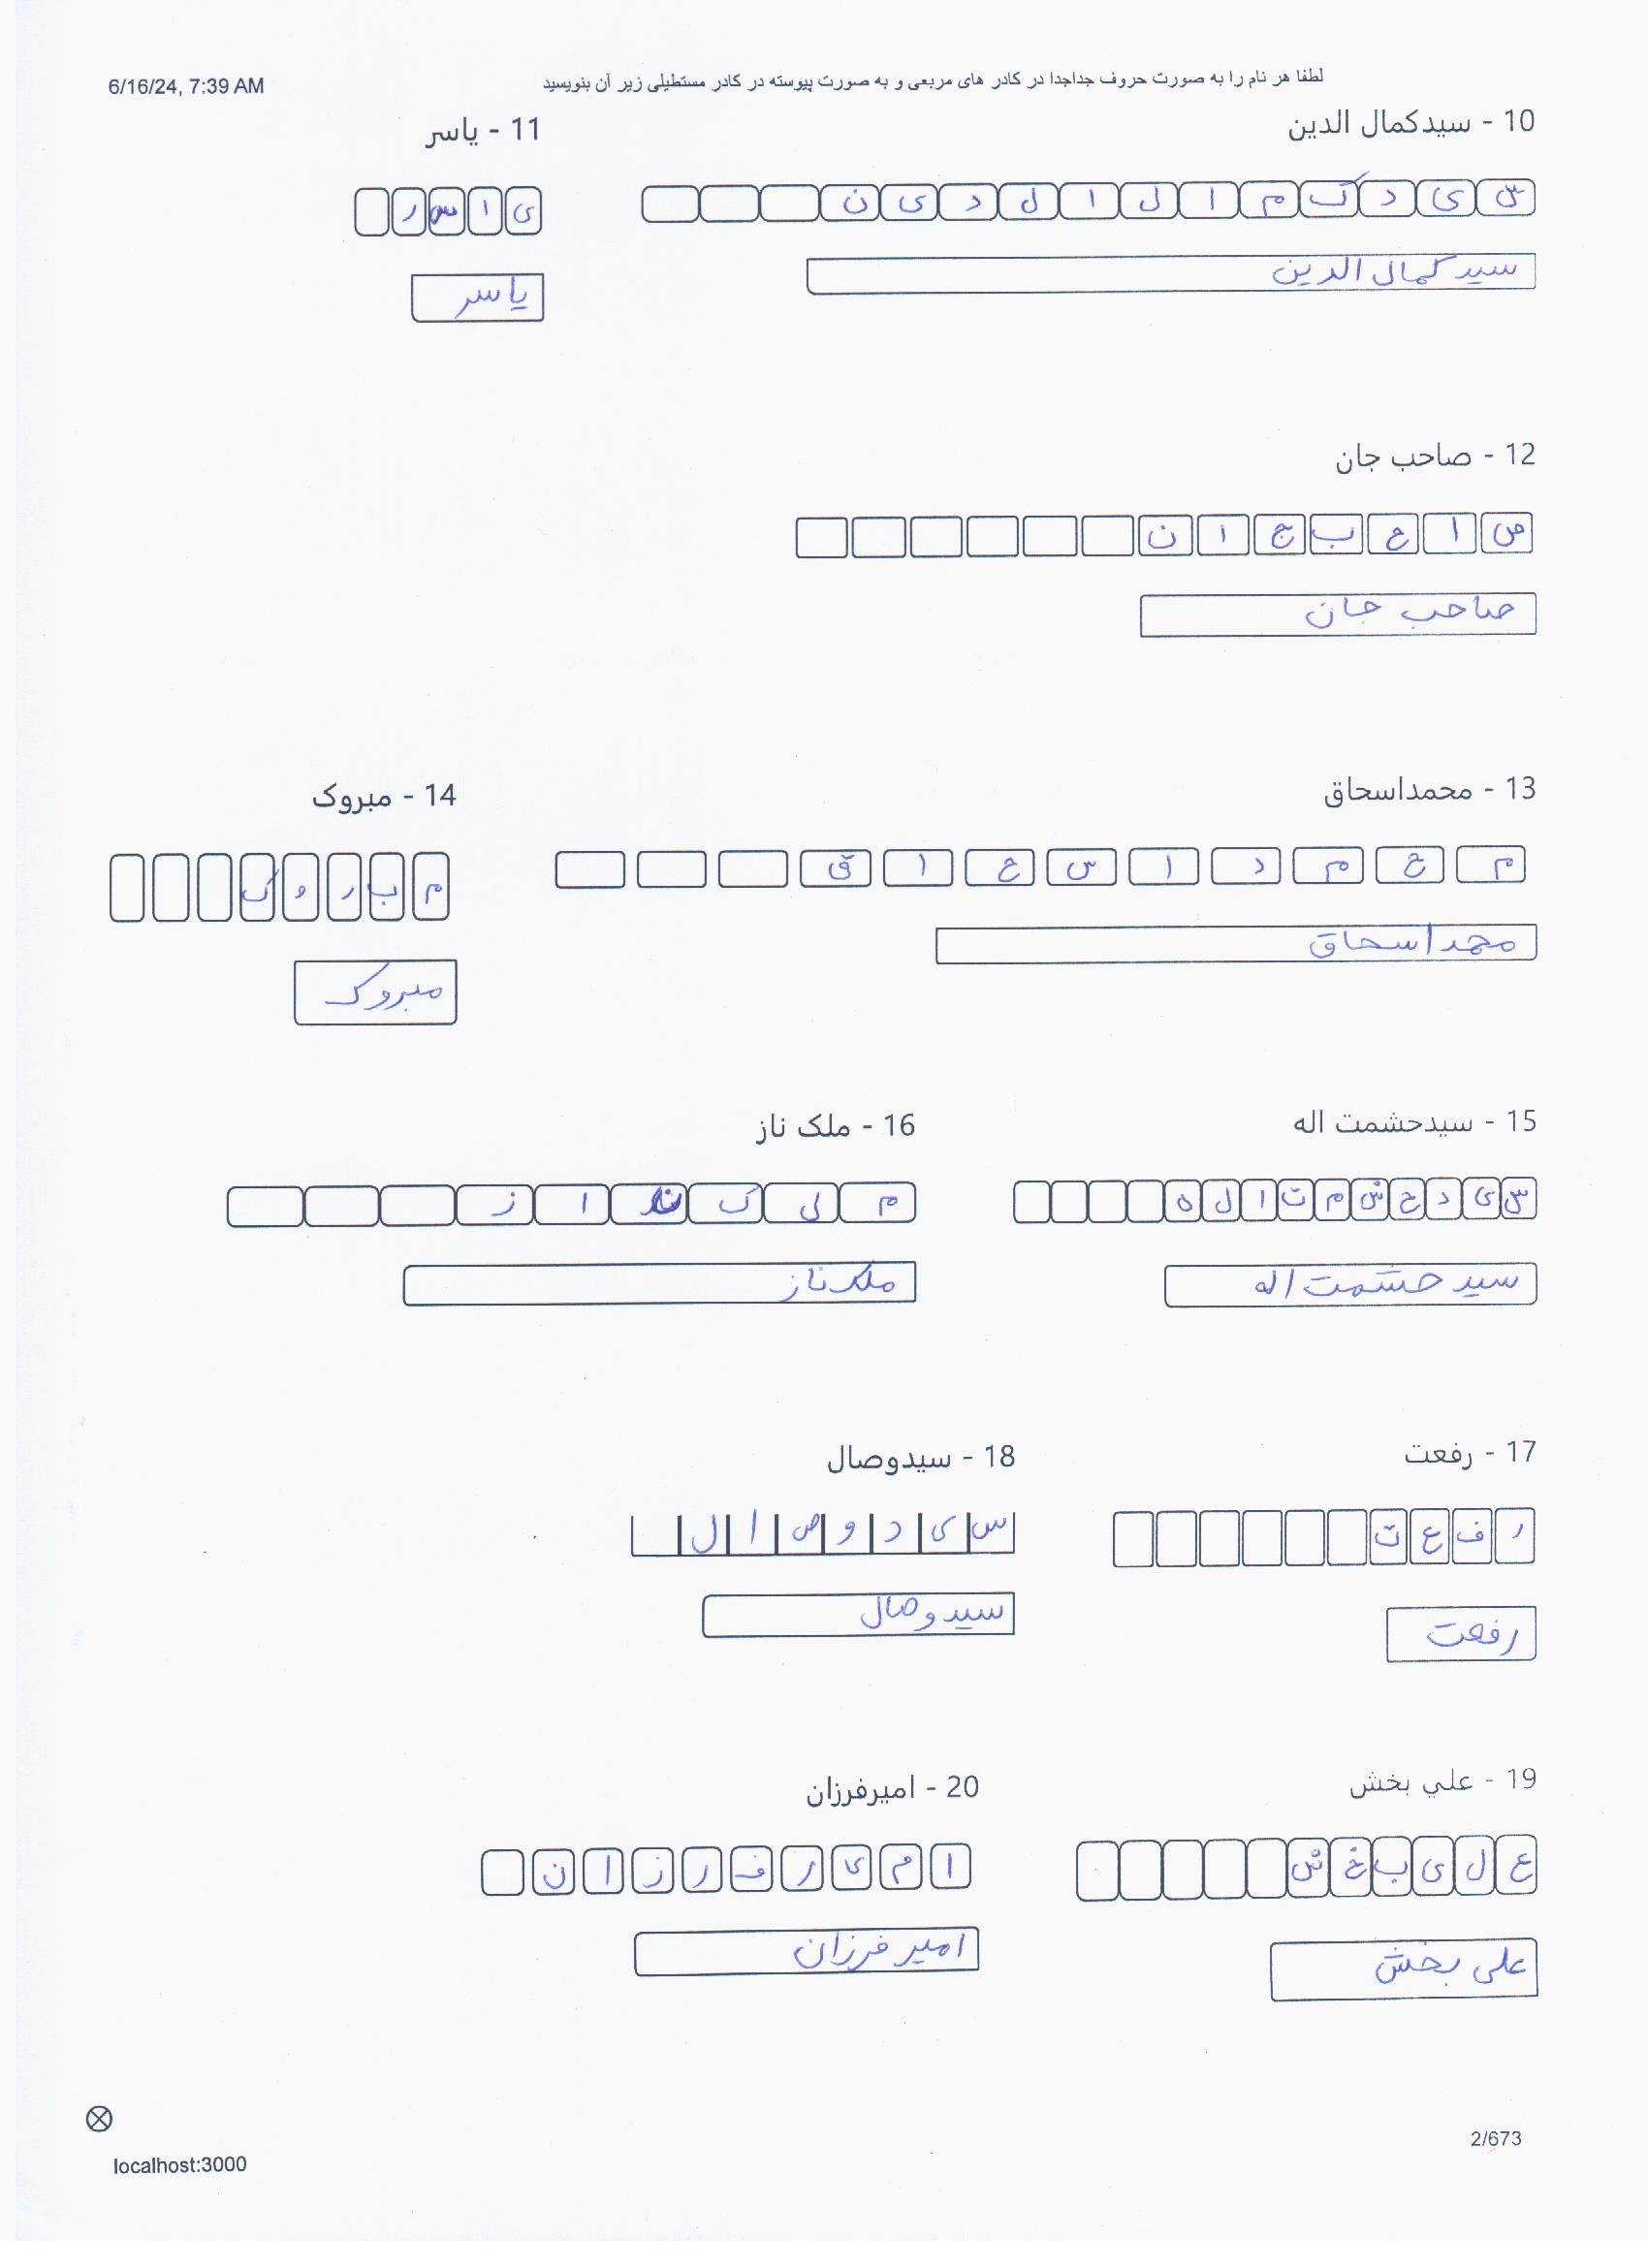 6/16/24, 7:39 AM
لطفا هر نام را به صورت حروف جداجدا در کادر های مربعی و به صورت پیوسته در کادر مستطیلی زیر آن بنویسید
10 - سیدکمال الدین
س ی د ک م ا ل ا ل د ی ن
سید کمال الدین
11 - یاسر
ی ا س ر
یاسر
12 - صاحب جان
ص ا ح ب ج ا ن
صاحب جان
13 - محمداسحاق
م ح م د ا س ح ا ق
محمد اسحاق
14 - مبروک
م ب ر و ک
مبروک
15 - سیدحشمت اله
س ی د ح ش م ت ا ل ه
سید حشمت اله
16 - ملک ناز
م ل ک ن ا ز
ملک ناز
17 - رفعت
ر ف ع ت
رفعت
18 - سیدوصال
س ی د و ص ا ل
سید وصال
19 - علي بخش
ع ل ی ب خ ش
علی بخش
20 - امیرفرزان
ا م ی ر ف ر ز ا ن
امیر فرزان
2/673
localhost:3000